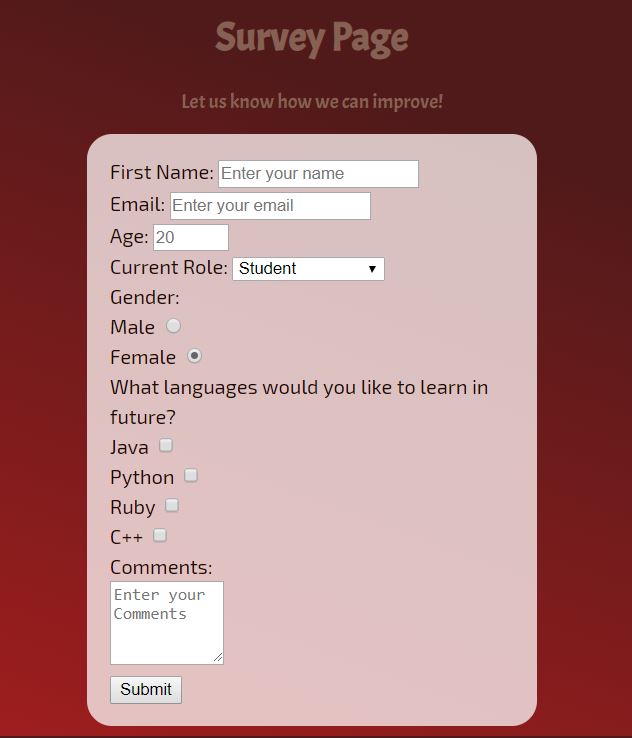 Survey Page
Let us know how we can improve!
First Name: Enter your name
Email: Enter your email
Age: 20
Current Role: Student
Gender:
Male
Female
What languages would you like to learn in
future?
Java
Python
Ruby
C++
Comments:
Enter your
Comments
Submit